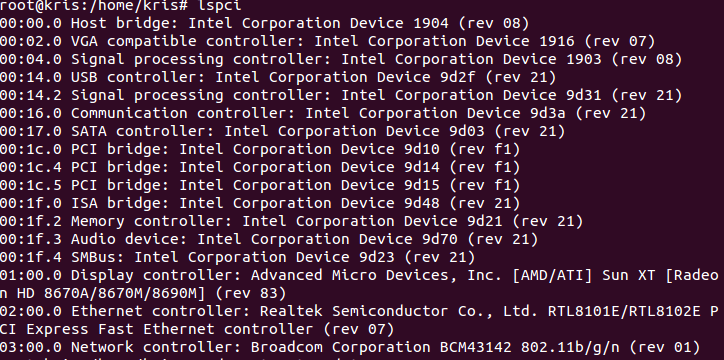 root@kris:/home/kris# lspci
00:00.0 Host bridge: Intel Corporation Device 1904 (rev 08)
00:02.0 VGA compatible controller: Intel Corporation Device 1916 (rev 07)
00:04.0 Signal processing controller: Intel Corporation Device 1903 (rev 08)
00:14.0 USB controller: Intel Corporation Device 9d2f (rev 21)
00:14.2 Signal processing controller: Intel Corporation Device 9d31 (rev 21)
00:16.0 Communication controller: Intel Corporation Device 9d3a (rev 21)
00:17.0 SATA controller: Intel Corporation Device 9d03 (rev 21)
00:1c.0 PCI bridge: Intel Corporation Device 9d10 (rev f1)
00:1c.4 PCI bridge: Intel Corporation Device 9d14 (rev f1)
00:1c.5 PCI bridge: Intel Corporation Device 9d15 (rev f1)
00:1f.0 ISA bridge: Intel Corporation Device 9d48 (rev 21)
00:1f.2 Memory controller: Intel Corporation Device 9d21 (rev 21)
00:1f.3 Audio device: Intel Corporation Device 9d70 (rev 21)
00:1f.4 SMBus: Intel Corporation Device 9d23 (rev 21)
01:00.0 Display controller: Advanced Micro Devices, Inc. [AMD/ATI] Sun XT [Radeo
n HD 8670A/8670M/8690M] (rev 83)
02:00.0 Ethernet controller: Realtek Semiconductor Co., Ltd. RTL8101E/RTL8102E P
CI Express Fast Ethernet controller (rev 07)
03:00.0 Network controller: Broadcom Corporation BCM43142 802.11b/g/n (rev 01)